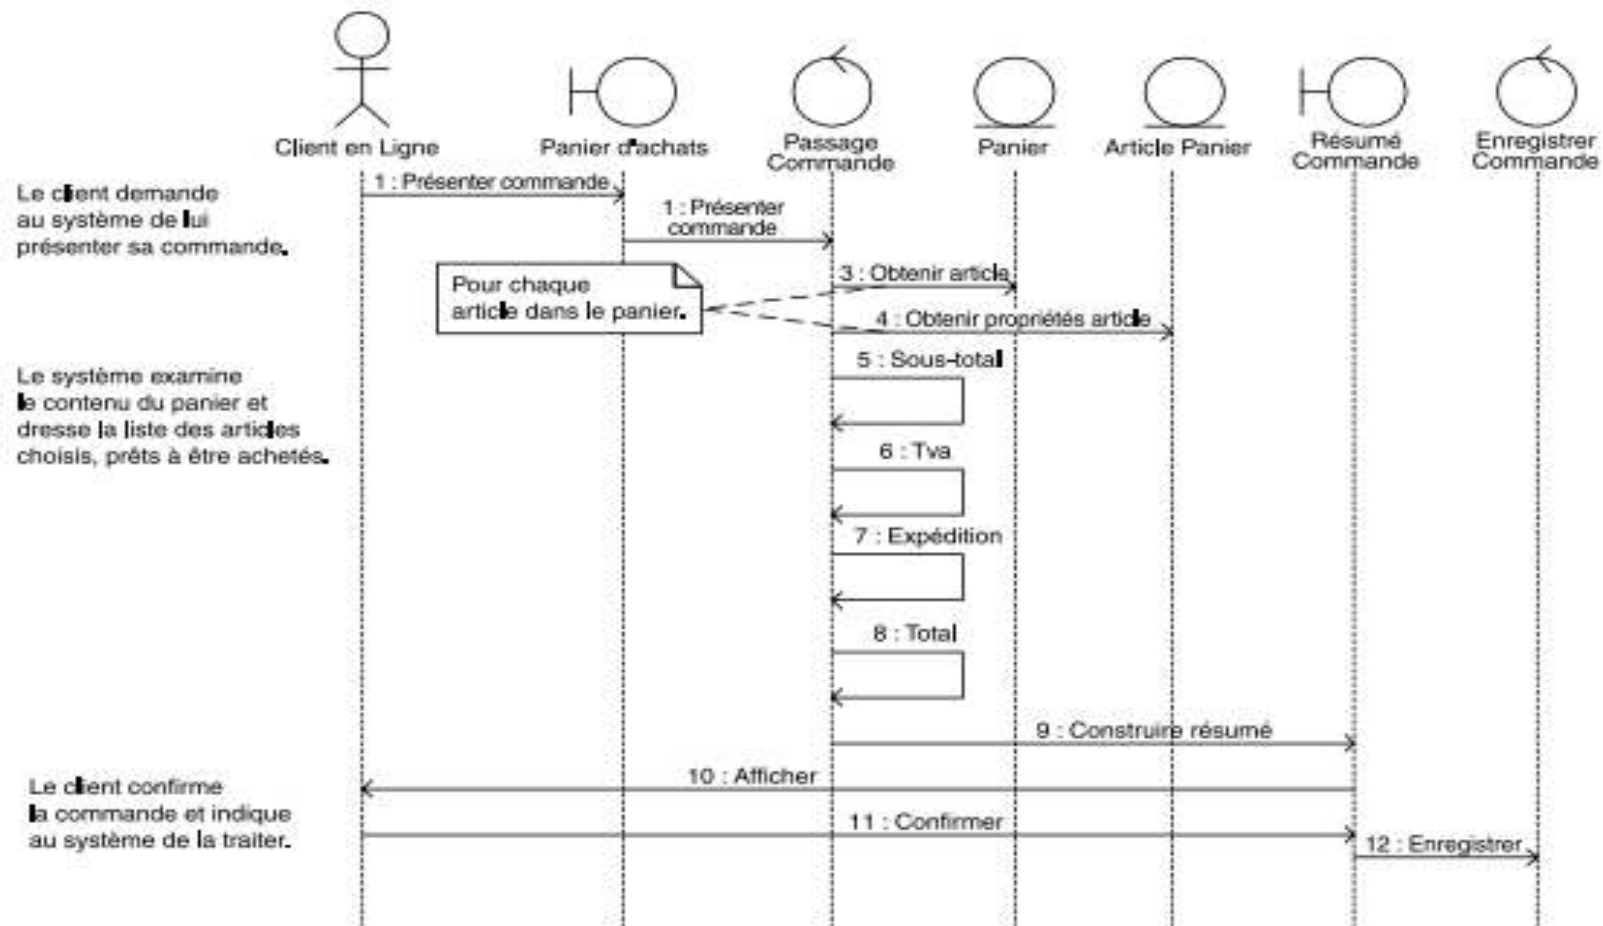 Client en Ligne
Panier d'achats
Passage
Commande
Panier
Article Panier
Résumé
Commande
Enregistrer
Commande
Le client demande
au système de lui
présenter sa commande.
1 : Présenter commande
1 : Présenter
commande
Pour chaque
article dans le panier.
3 : Obtenir article
4 : Obtenir propriétés article
Le système examine
le contenu du panier et
dresse la liste des articles
choisis, prêts à être achetés.
5 : Sous-total
6 : Tva
7 : Expédition
8 : Total
9 : Construire résumé
10 : Afficher
Le client confirme
la commande et indique
au système de la traiter.
11 : Confirmer
12 : Enregistrer